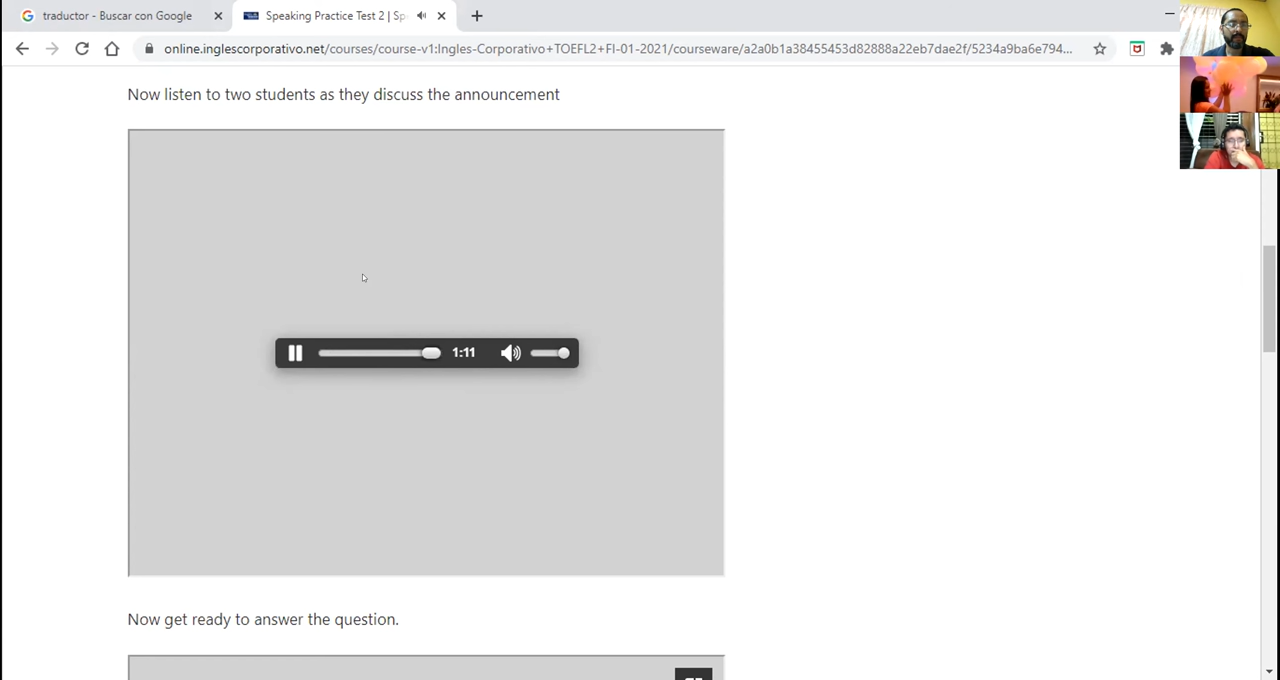 traductor - Buscar con Google
Speaking Practice Test 2 | Sp
online.inglescorporativo.net/courses/course-v1:Ingles-Corporativo+TOEFL2+FI-01-2021/courseware/a2a0b1a38455453d82888a22eb7dae2f/5234a9ba6e794...
Now listen to two students as they discuss the announcement
1:11
Now get ready to answer the question.